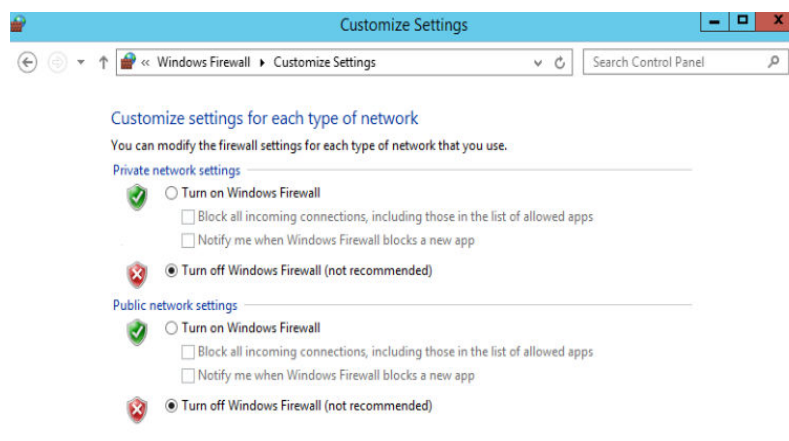 Customize Settings
« Windows Firewall ▸ Customize Settings
Search Control Panel
Customize settings for each type of network
You can modify the firewall settings for each type of network that you use.
Private network settings
Turn on Windows Firewall
Block all incoming connections, including those in the list of allowed apps
Notify me when Windows Firewall blocks a new app
Turn off Windows Firewall (not recommended)
Public network settings
Turn on Windows Firewall
Block all incoming connections, including those in the list of allowed apps
Notify me when Windows Firewall blocks a new app
Turn off Windows Firewall (not recommended)